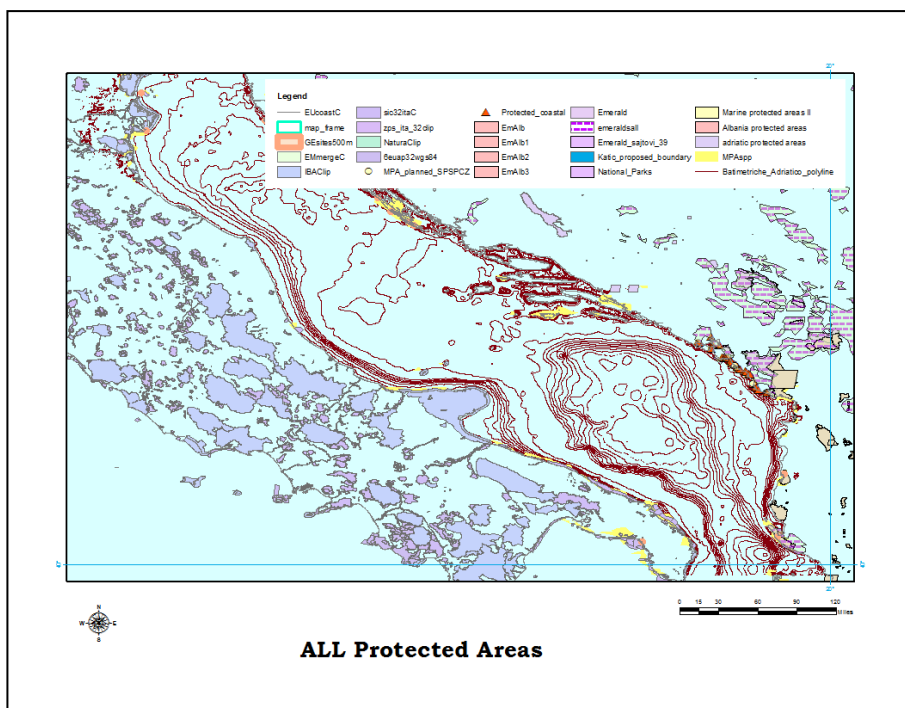 20°
Legend
EUcoastC
map_frame
GEsites500m
EMmergeC
IBAClip
sic32itaC
zps_ita_32clip
NaturaClip
6euap32wgs84
MPA_planned_SPSPCZ
Protected_coastal
EmAlb
EmAlb1
EmAlb2
EmAlb3
Emerald
emeraldsall
Emerald_sajtovi_39
Katic_proposed_boundary
National_Parks
Marine protected areas II
Albania protected areas
adriatic protected areas
MPAspp
Batimetriche_Adriatico_polyline
20°
N
W E
S
0 15 30 60 90 120
Miles
ALL Protected Areas